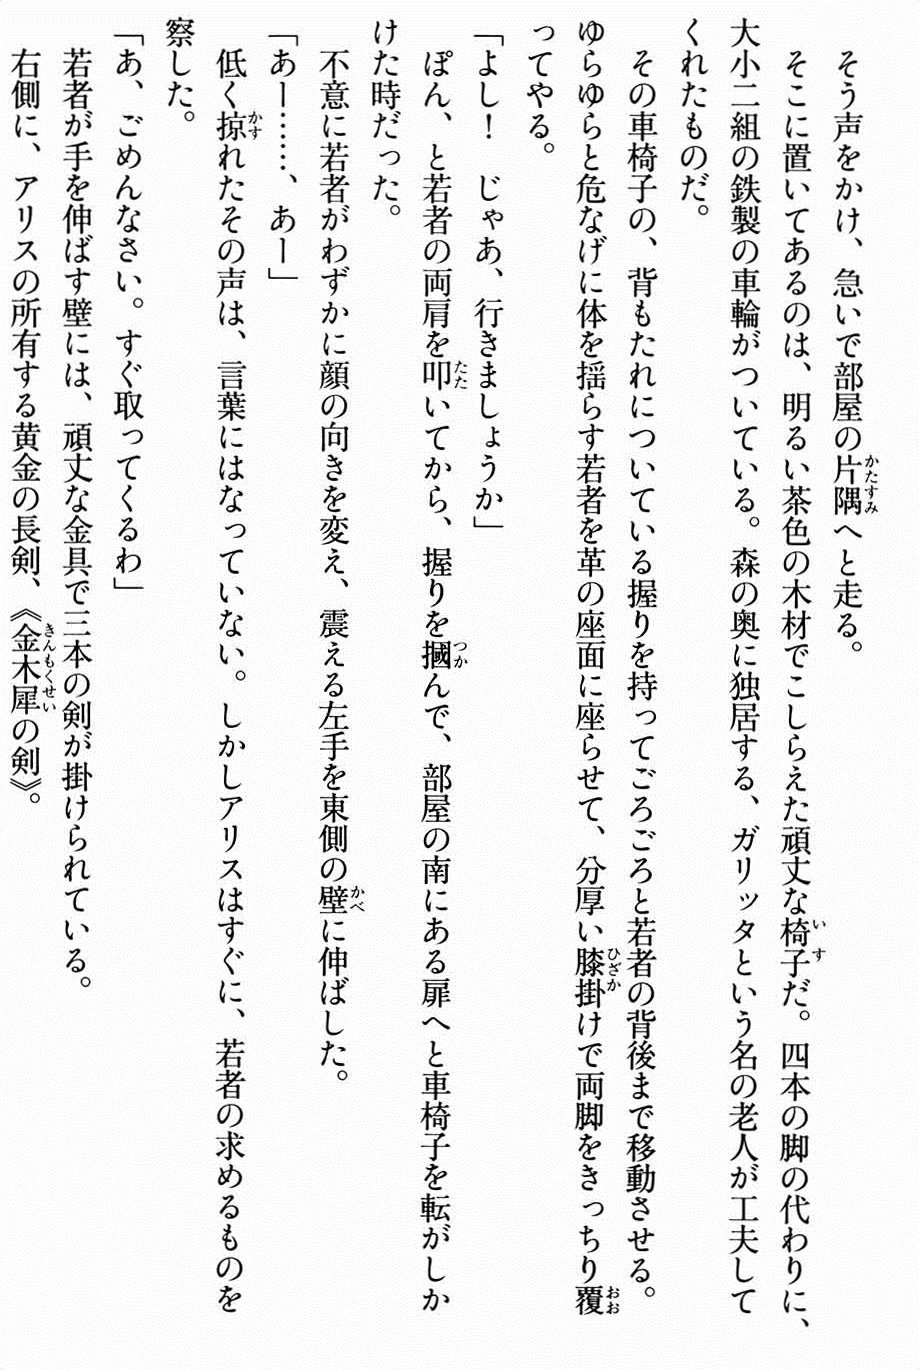 そう声をかけ、急いで部屋の片隅へと走る。
そこに置いてあるのは、明るい茶色の木材でこしらえた頑丈な椅子だ。四本の脚の代わりに、
大小二組の鉄製の車輪がついている。森の奥に独居する、ガリッタという名の老人が工夫して
くれたものだ。
その車椅子の、背もたれについている握りを持ってごろごろと若者の背後まで移動させる。
ゆらゆらと危なげに体を揺らす若者を革の座面に座らせて、分厚い膝掛けで両脚をきっちり覆
ってやる。
「よし！　じゃあ、行きましょうか」
ぽん、と若者の両肩を叩いてから、握りを摑んで、部屋の南にある扉へと車椅子を転がしか
けた時だった。
不意に若者がわずかに顔の向きを変え、震える左手を東側の壁に伸ばした。
「あー……、あー」
低く掠れたその声は、言葉にはなっていない。しかしアリスはすぐに、若者の求めるものを
察した。
「あ、ごめんなさい。すぐ取ってくるわ」
若者が手を伸ばす壁には、頑丈な金具で三本の剣が掛けられている。
右側に、アリスの所有する黄金の長剣、《金木犀の剣》。